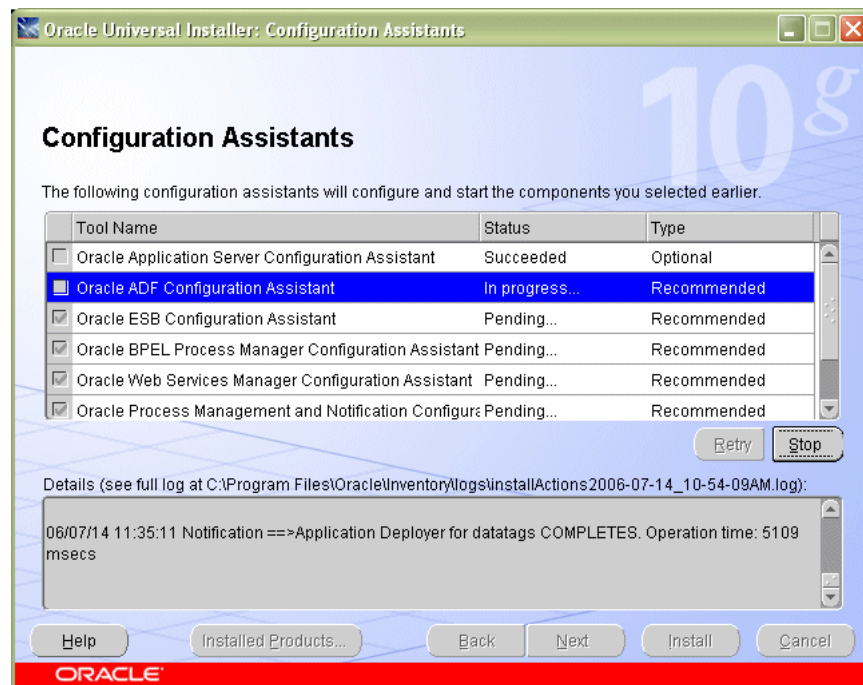 Oracle Universal Installer: Configuration Assistants
10g
Configuration Assistants
The following configuration assistants will configure and start the components you selected earlier.
Tool Name Status Type
Oracle Application Server Configuration Assistant Succeeded Optional
Oracle ADF Configuration Assistant In progress... Recommended
Oracle ESB Configuration Assistant Pending... Recommended
Oracle BPEL Process Manager Configuration Assistant Pending... Recommended
Oracle Web Services Manager Configuration Assistant Pending... Recommended
Oracle Process Management and Notification Configura Pending... Recommended
Retry Stop
Details (see full log at C:\Program Files\Oracle\Inventory\logs\installActions2006-07-14_10-54-09AM.log):
06/07/14 11:35:11 Notification ==>Application Deployer for datatags COMPLETES. Operation time: 5109
msecs
Help Installed Products... Back Next Install Cancel
ORACLE